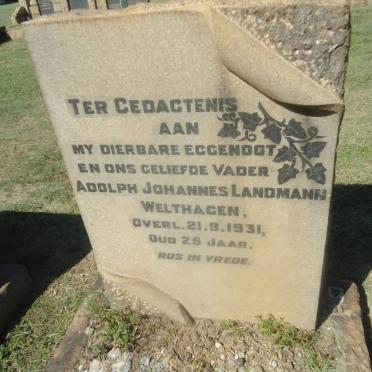 TER GEDACTENIS
AAN
MY DIERBARE EGGENOOT
EN ONS GELIEFDE VADER
ADOLPH JOHANNES LANDMANN
WELTHAGEN,
OVERL. 21.9.1931,
OUD 25 JAAR.
RUS IN VREDE.